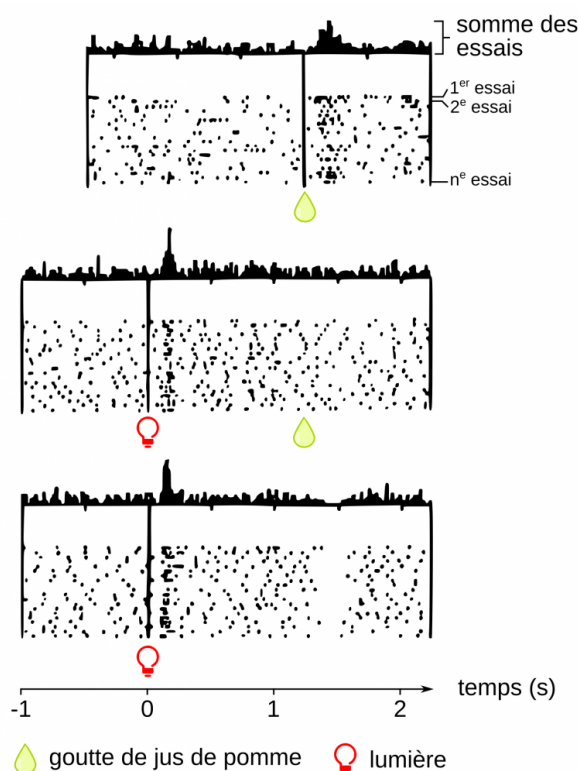 somme des
essais
1er essai
2e essai
ne essai
temps (s)
-1 0 1 2
goutte de jus de pomme lumière